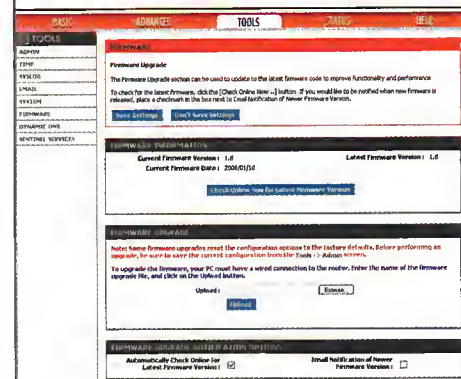 BASIC ADVANCED TOOLS STATUS HELP
TOOLS
ADMIN
TIME
SYSLOG
EMAIL
SYSTEM
FIRMWARE
DYNAMIC DNS
SENTINEL SERVICES
FIRMWARE
Firmware Upgrade
The Firmware Upgrade section can be used to update to the latest firmware code to improve functionality and performance
To check for the latest firmware, click the [Check Online Now ...] button. If you would like to be notified when new firmware is
released, place a checkmark in the box next to Email Notification of Newer Firmware Version.
Save Settings Don't Save Settings
FIRMWARE INFORMATION
Current Firmware Version : 1.0 Latest Firmware Version : 1.0
Current Firmware Date :
Check Online Now for Latest Firmware Version
FIRMWARE UPGRADE
Note: Some firmware upgrades reset the configuration options to the factory defaults. Before performing an
upgrade, be sure to save the current configuration from the Tools -> Admin screen.
To upgrade the firmware, your PC must have a wired connection to the router. Enter the name of the firmware
upgrade file, and click on the Upload button.
Upload : Browse...
Upload
FIRMWARE UPGRADE NOTIFICATION OPTIONS
Automatically Check Online for
Latest Firmware Version :
Email Notification of Newer
Firmware Version :